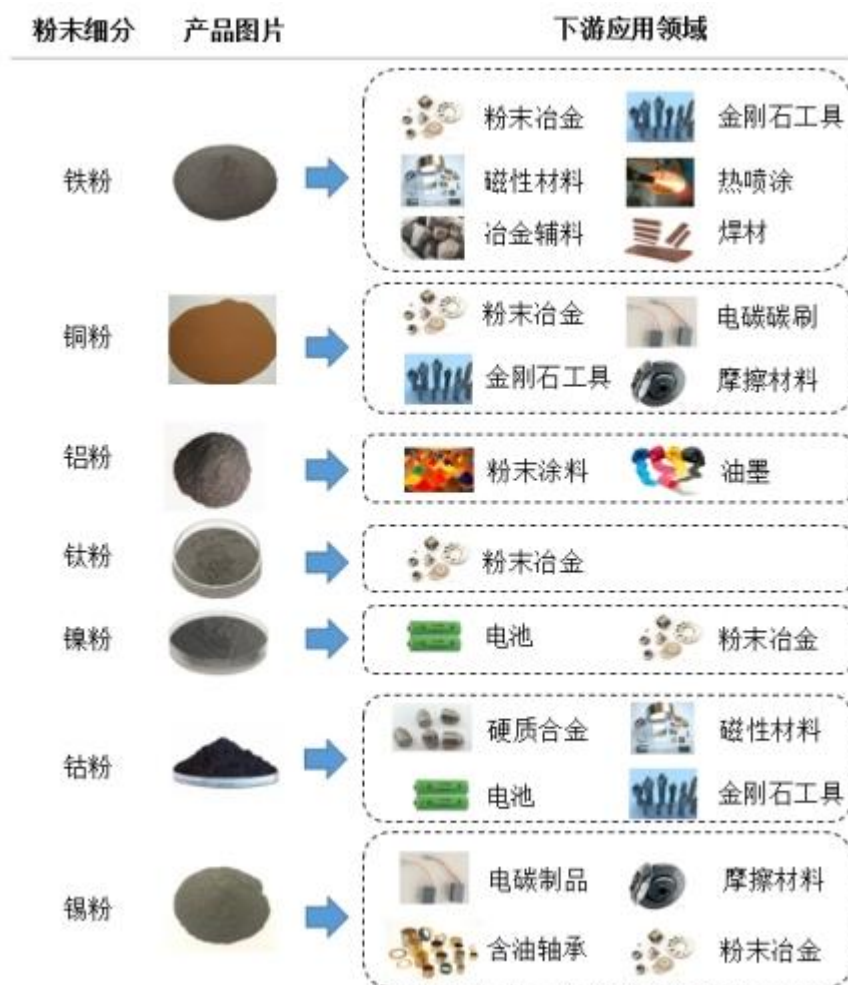 粉末细分 产品图片 下游应用领域
粉末冶金 金刚石工具
铁粉 磁性材料 热喷涂
冶金辅料 焊材
粉末冶金 电碳碳刷
铜粉
金刚石工具 摩擦材料
铝粉 粉末涂料 油墨
钛粉 粉末冶金
镍粉 电池 粉末冶金
硬质合金 磁性材料
钴粉
电池 金刚石工具
电碳制品 摩擦材料
锡粉
含油轴承 粉末冶金